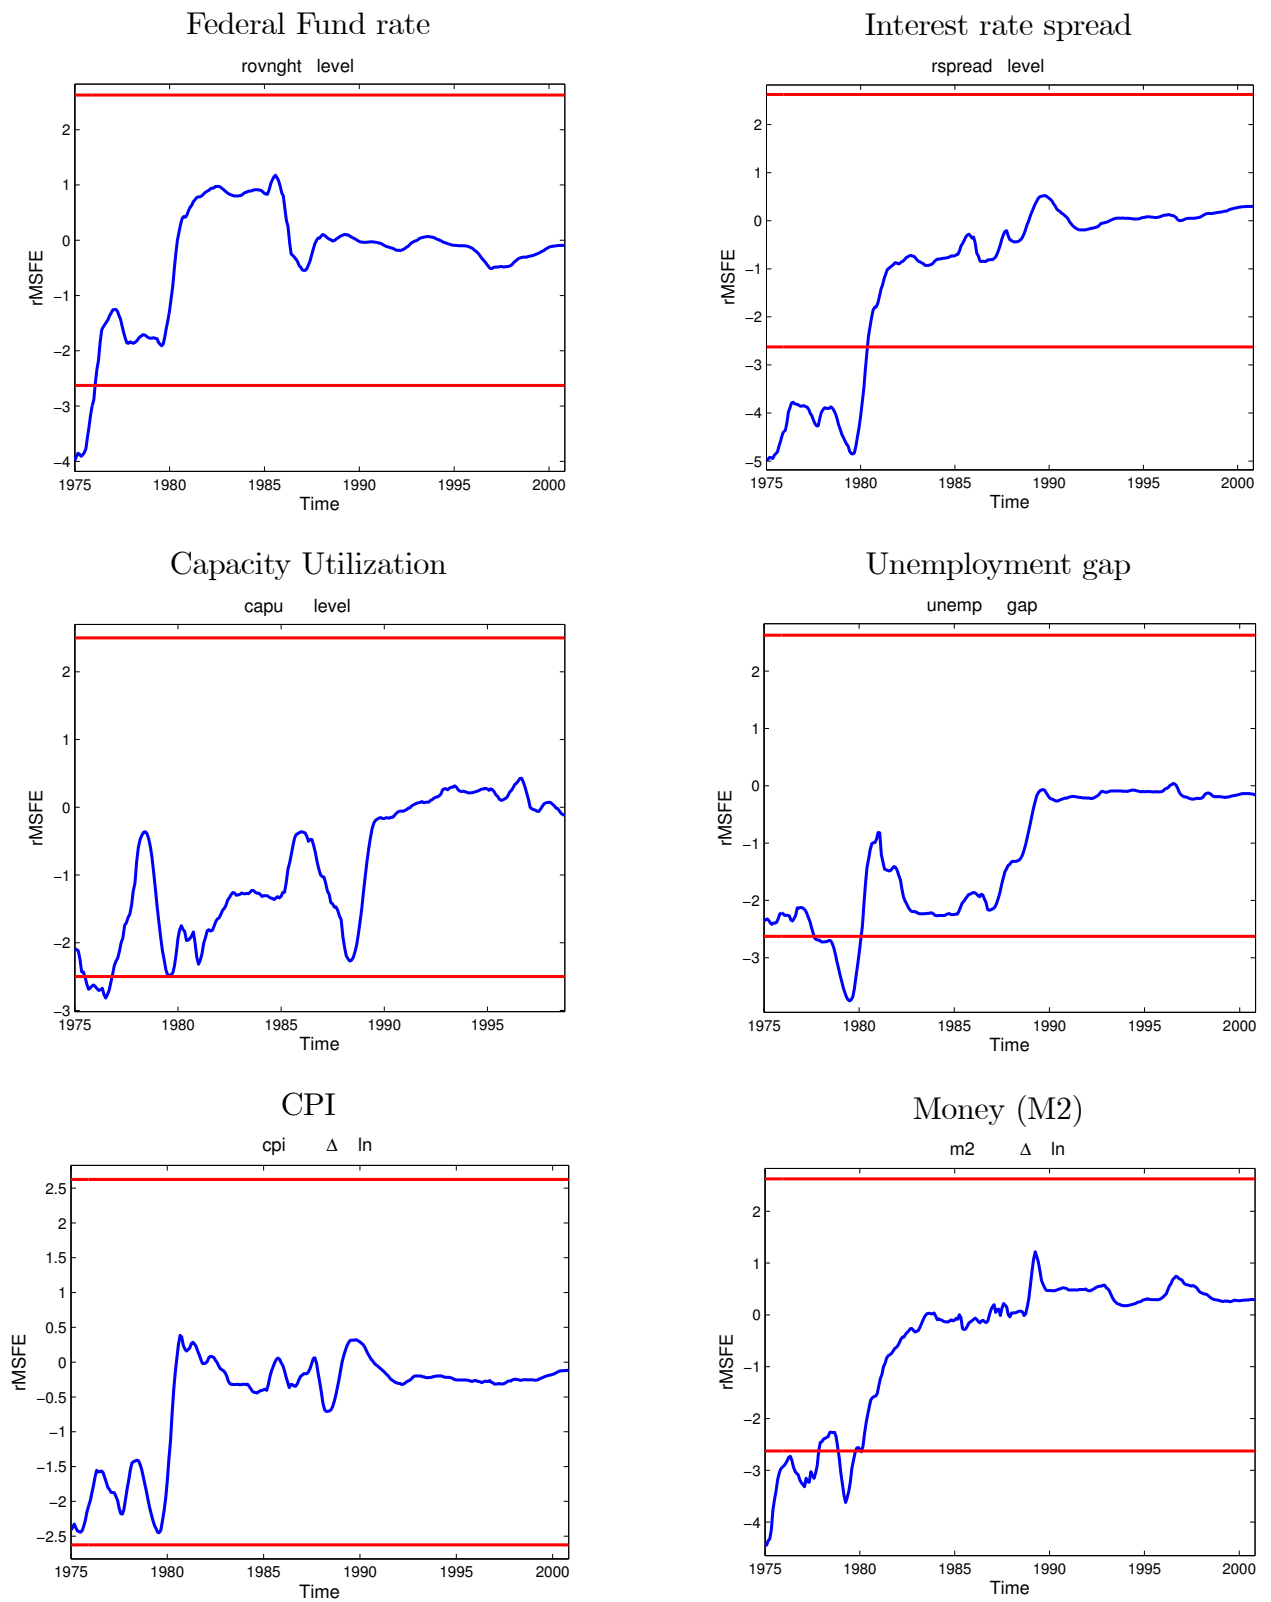 Federal Fund rate
rovnght level
2
1
0
−1
−2
−3
−4
rMSFE
1975 1980 1985 1990 1995 2000
Time
Interest rate spread
rspread level
2
1
0
−1
−2
−3
−4
−5
rMSFE
1975 1980 1985 1990 1995 2000
Time
Capacity Utilization
capu level
2
1
0
−1
−2
−3
rMSFE
1975 1980 1985 1990 1995
Time
Unemployment gap
unemp gap
2
1
0
−1
−2
−3
rMSFE
1975 1980 1985 1990 1995 2000
Time
CPI
cpi Δ ln
2.5
2
1.5
1
0.5
0
−0.5
−1
−1.5
−2
−2.5
rMSFE
1975 1980 1985 1990 1995 2000
Time
Money (M2)
m2 Δ ln
2
1
0
−1
−2
−3
−4
rMSFE
1975 1980 1985 1990 1995 2000
Time